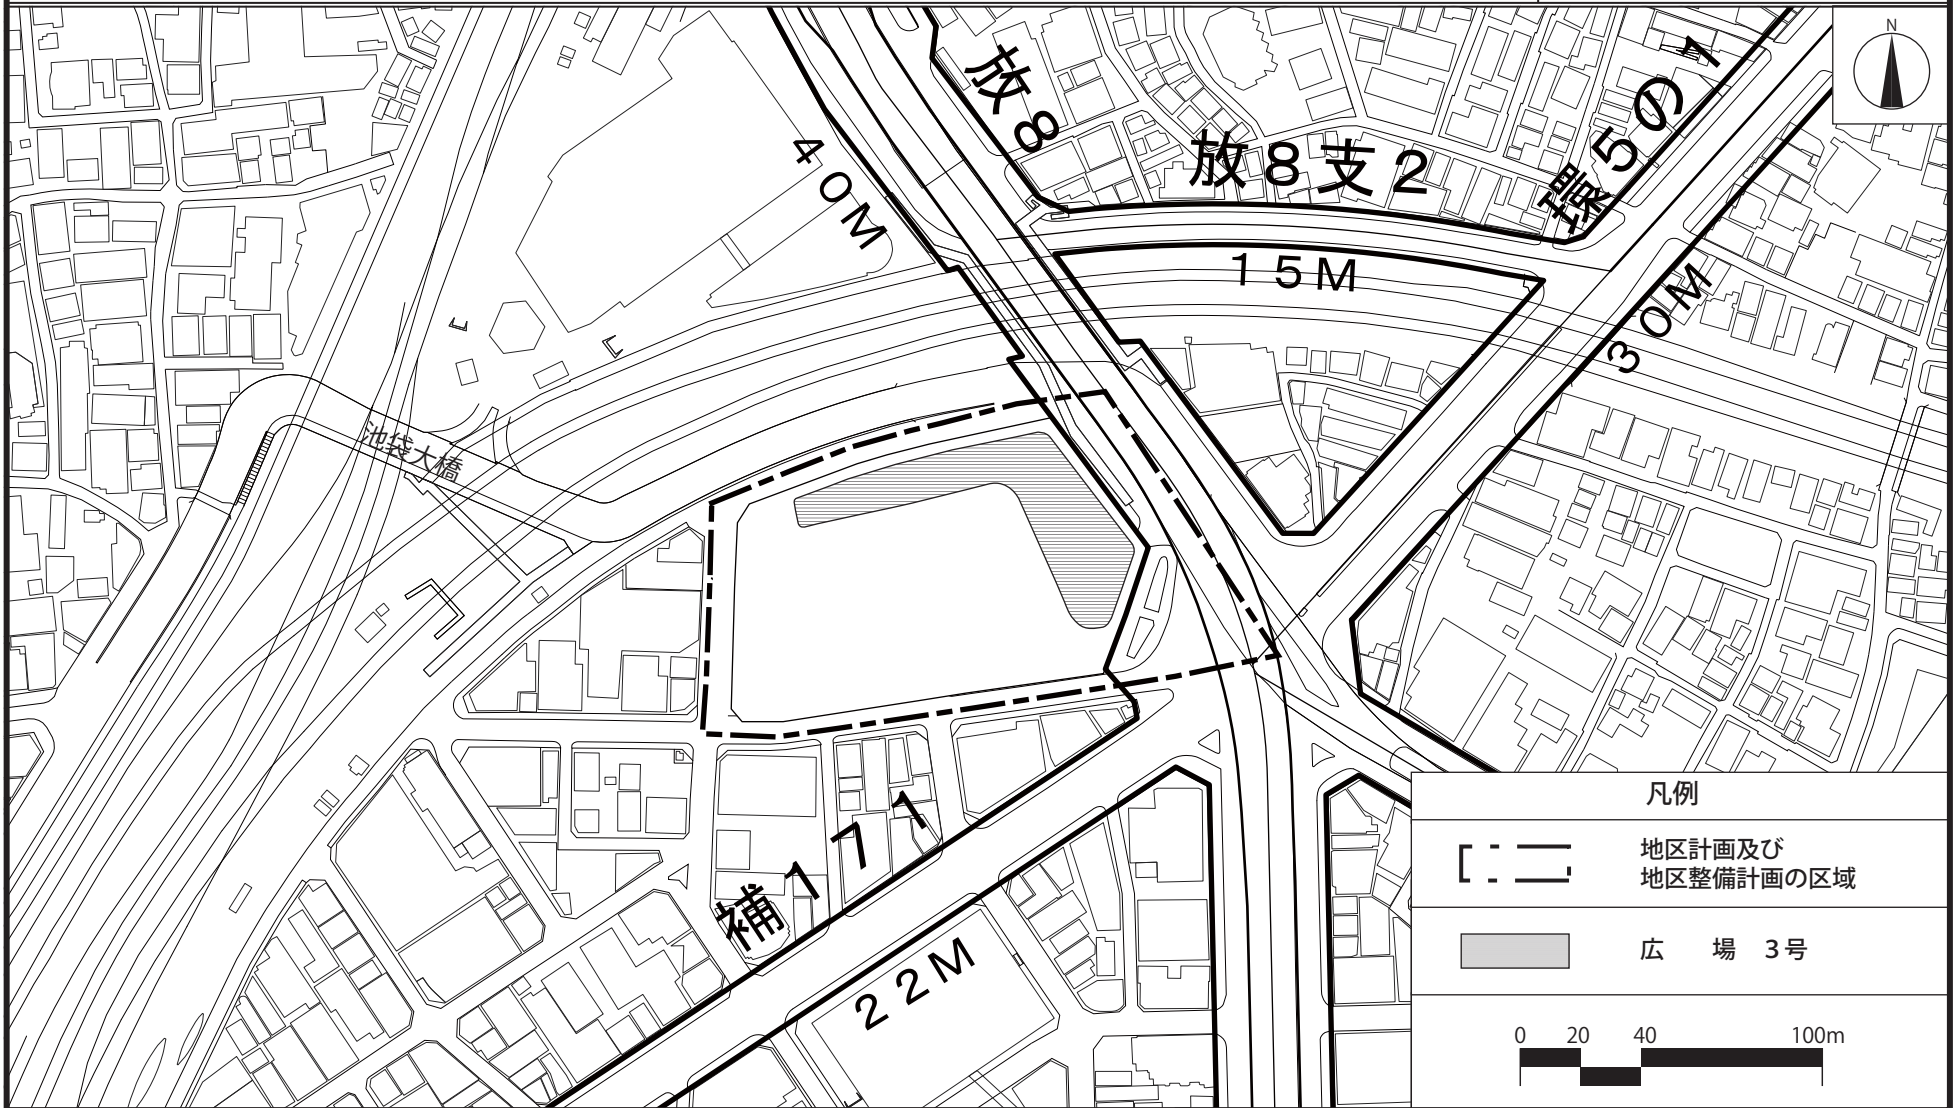 N
放8
放8支2
環5の1
40M
15M
30M
池袋大橋
補171
22M
凡例
地区計画及び
地区整備計画の区域
広　場　3号
0 20 40 100m